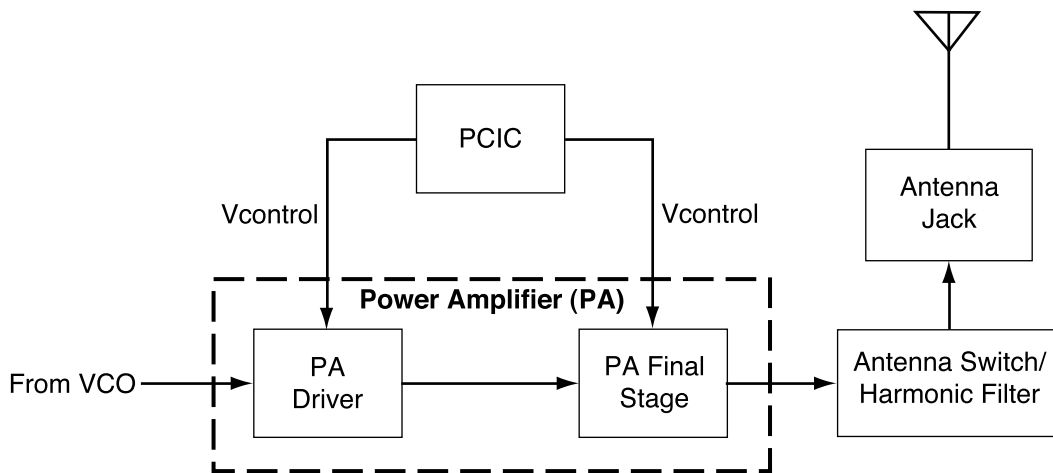 PCIC
Antenna
Jack
Vcontrol
Vcontrol
Power Amplifier (PA)
From VCO
PA
Driver
PA Final
Stage
Antenna Switch/
Harmonic Filter